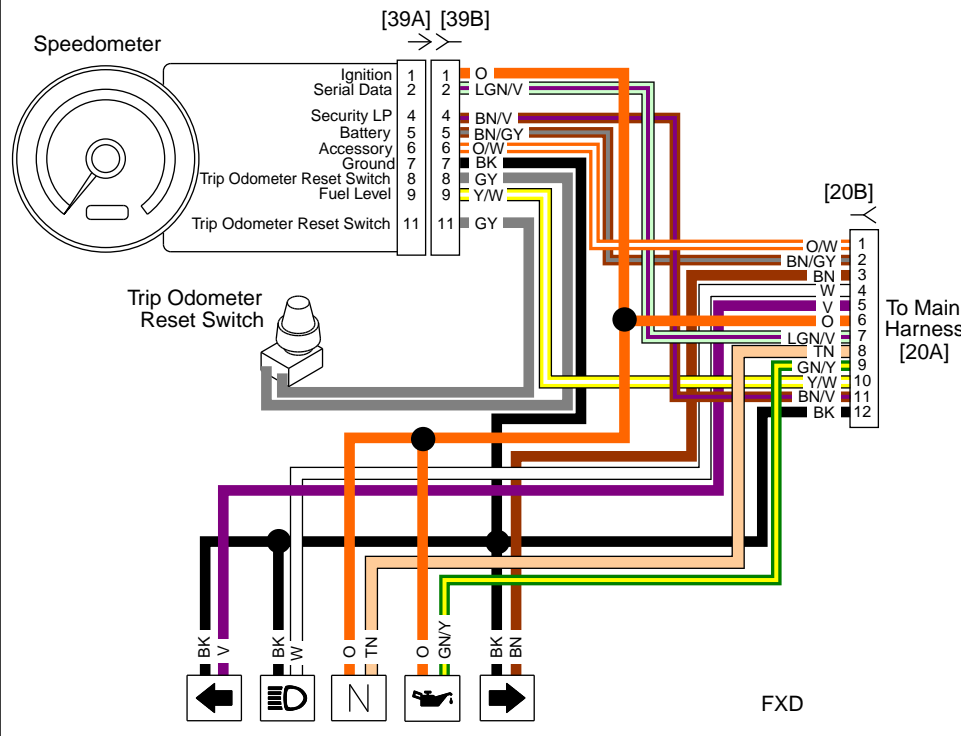 [39A] [39B]
Speedometer
Ignition 1 1 O
Serial Data 2 2 LGN/V
Security LP 4 4 BN/V
Battery 5 5 BN/GY
Accessory 6 6 O/W
Ground 7 7 BK
Trip Odometer Reset Switch 8 8 GY
Fuel Level 9 9 Y/W
Trip Odometer Reset Switch 11 11 GY
[20B]
O/W 1
BN/GY 2
BN 3
W 4
V 5
O 6
LGN/V 7
TN 8
GN/Y 9
Y/W 10
BN/V 11
BK 12
To Main
Harness
[20A]
Trip Odometer
Reset Switch
BK V BK W O TN O GN/Y BK BN
N
FXD